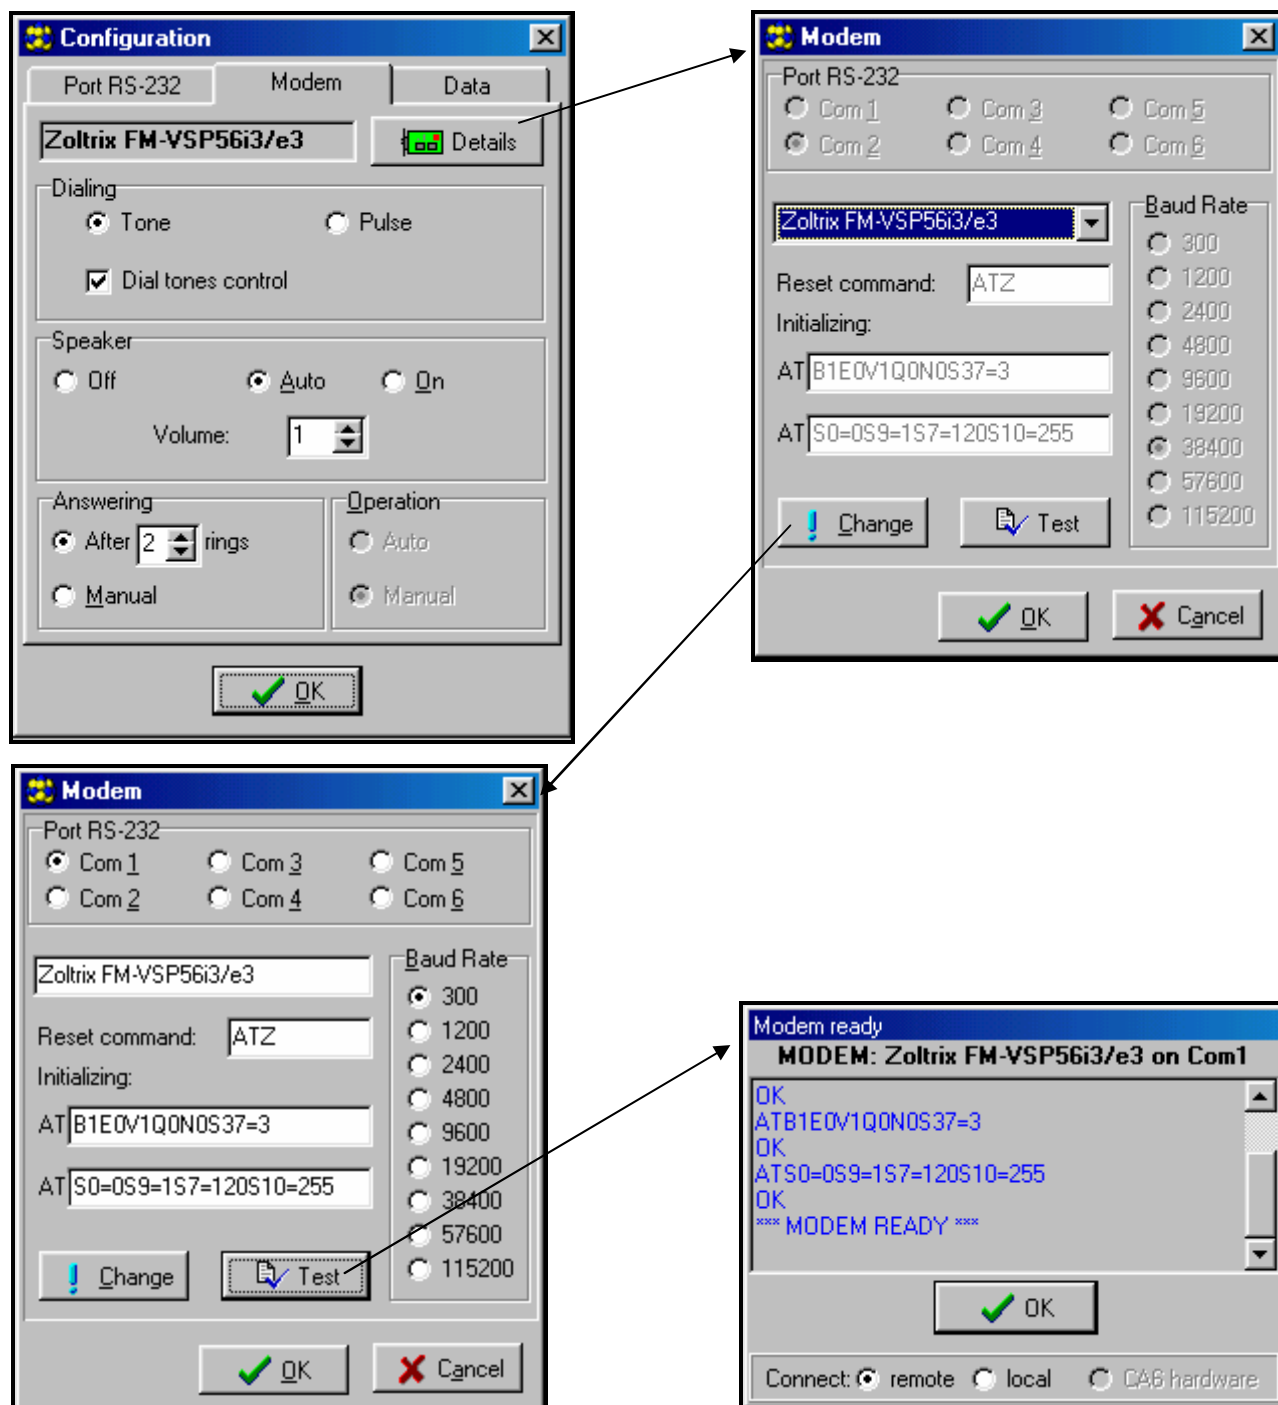 Configuration
Port RS-232 Modem Data
Zoltrix FM-VSP56i3/e3 Details
Dialing
Tone Pulse
Dial tones control
Speaker
Off Auto On
Volume: 1
Answering
After 2 rings
Manual
Operation
Auto
Manual
OK
Modem
Port RS-232
Com 1 Com 3 Com 5
Com 2 Com 4 Com 6
Zoltrix FM-VSP56i3/e3
Reset command: ATZ
Initializing:
AT B1E0V1Q0N0S37=3
AT S0=0S9=1S7=120S10=255
Baud Rate
300
1200
2400
4800
9600
19200
38400
57600
115200
Change Test
OK Cancel
Modem
Port RS-232
Com 1 Com 3 Com 5
Com 2 Com 4 Com 6
Zoltrix FM-VSP56i3/e3
Reset command: ATZ
Initializing:
AT B1E0V1Q0N0S37=3
AT S0=0S9=1S7=120S10=255
Baud Rate
300
1200
2400
4800
9600
19200
38400
57600
115200
Change Test
OK Cancel
Modem ready
MODEM: Zoltrix FM-VSP56i3/e3 on Com1
OK
ATB1E0V1Q0N0S37=3
OK
ATS0=0S9=1S7=120S10=255
OK
*** MODEM READY ***
OK
Connect: remote local CA6 hardware